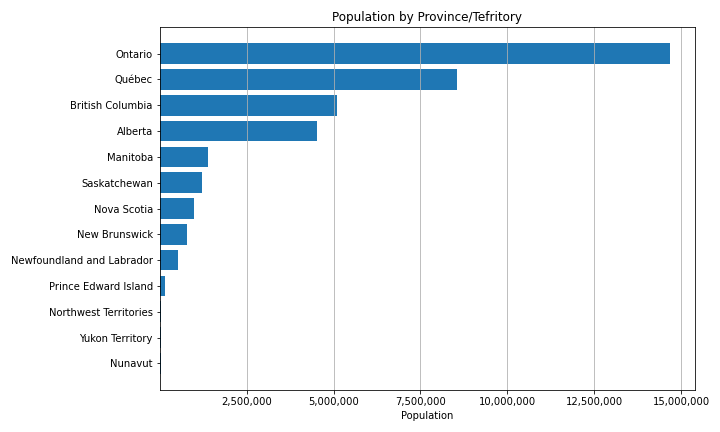 Population by Province/Tefritory
Ontario
Québec
British Columbia
Alberta
Manitoba
Saskatchewan
Nova Scotia
New Brunswick
Newfoundland and Labrador
Prince Edward Island
Northwest Territories
Yukon Territory
Nunavut
2,500,000 5,000,000 7,500,000 10,000,000 12,500,000 15,000,000
Population